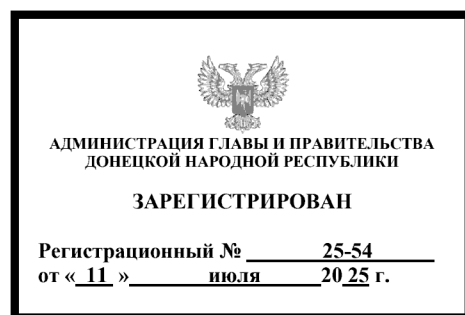 АДМИНИСТРАЦИЯ ГЛАВЫ И ПРАВИТЕЛЬСТВА
ДОНЕЦКОЙ НАРОДНОЙ РЕСПУБЛИКИ
ЗАРЕГИСТРИРОВАН
Регистрационный № 25-54
от « 11 » июля 20 25 г.